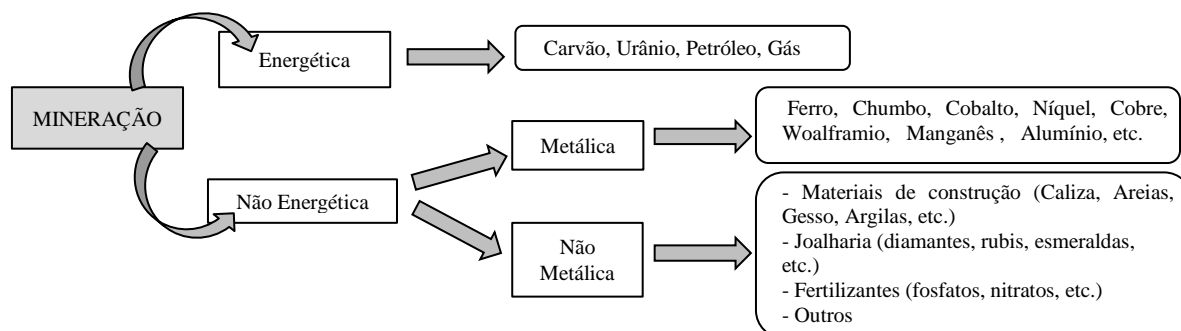 MINERAÇÃO
Energética
Carvão, Urânio, Petróleo, Gás
Não Energética
Metálica
Ferro, Chumbo, Cobalto, Níquel, Cobre,
Woalframio, Manganês , Alumínio, etc.
Não
Metálica
- Materiais de construção (Caliza, Areias,
Gesso, Argilas, etc.)
- Joalharia (diamantes, rubis, esmeraldas,
etc.)
- Fertilizantes (fosfatos, nitratos, etc.)
- Outros